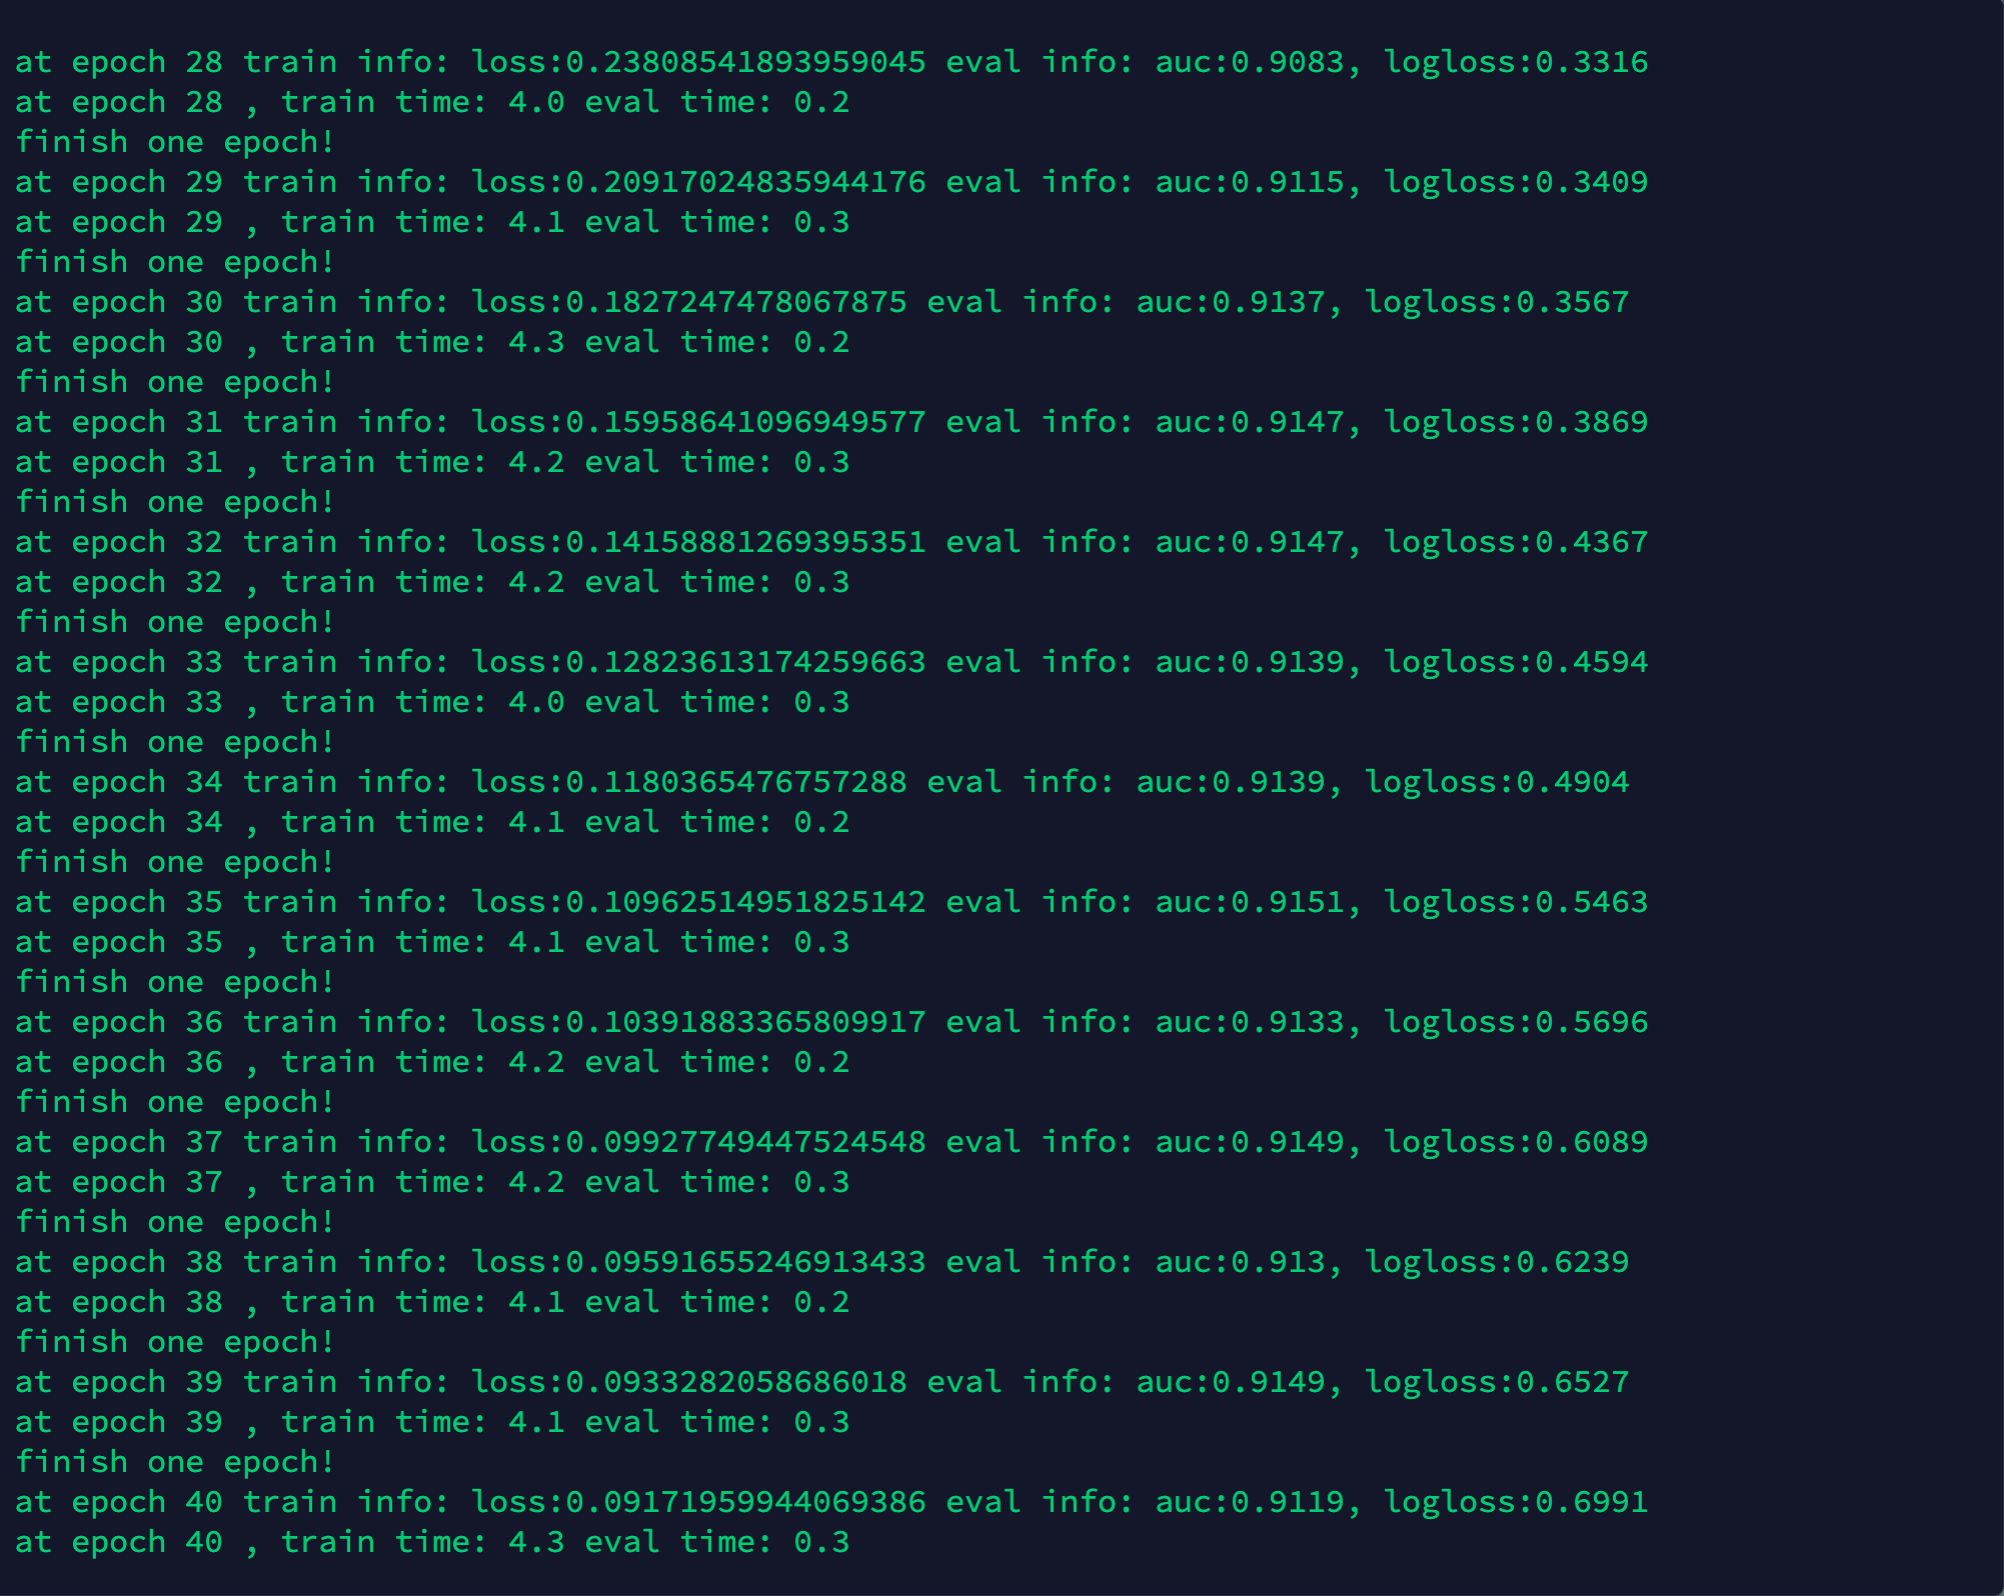 at epoch 28 train info: loss:0.23808541893959045 eval info: auc:0.9083, logloss:0.3316
at epoch 28 , train time: 4.0 eval time: 0.2
finish one epoch!
at epoch 29 train info: loss:0.20917024835944176 eval info: auc:0.9115, logloss:0.3409
at epoch 29 , train time: 4.1 eval time: 0.3
finish one epoch!
at epoch 30 train info: loss:0.1827247478067875 eval info: auc:0.9137, logloss:0.3567
at epoch 30 , train time: 4.3 eval time: 0.2
finish one epoch!
at epoch 31 train info: loss:0.15958641096949577 eval info: auc:0.9147, logloss:0.3869
at epoch 31 , train time: 4.2 eval time: 0.3
finish one epoch!
at epoch 32 train info: loss:0.14158881269395351 eval info: auc:0.9147, logloss:0.4367
at epoch 32 , train time: 4.2 eval time: 0.3
finish one epoch!
at epoch 33 train info: loss:0.12823613174259663 eval info: auc:0.9139, logloss:0.4594
at epoch 33 , train time: 4.0 eval time: 0.3
finish one epoch!
at epoch 34 train info: loss:0.1180365476757288 eval info: auc:0.9139, logloss:0.4904
at epoch 34 , train time: 4.1 eval time: 0.2
finish one epoch!
at epoch 35 train info: loss:0.10962514951825142 eval info: auc:0.9151, logloss:0.5463
at epoch 35 , train time: 4.1 eval time: 0.3
finish one epoch!
at epoch 36 train info: loss:0.10391883365809917 eval info: auc:0.9133, logloss:0.5696
at epoch 36 , train time: 4.2 eval time: 0.2
finish one epoch!
at epoch 37 train info: loss:0.09927749447524548 eval info: auc:0.9149, logloss:0.6089
at epoch 37 , train time: 4.2 eval time: 0.3
finish one epoch!
at epoch 38 train info: loss:0.09591655246913433 eval info: auc:0.913, logloss:0.6239
at epoch 38 , train time: 4.1 eval time: 0.2
finish one epoch!
at epoch 39 train info: loss:0.0933282058686018 eval info: auc:0.9149, logloss:0.6527
at epoch 39 , train time: 4.1 eval time: 0.3
finish one epoch!
at epoch 40 train info: loss:0.09171959944069386 eval info: auc:0.9119, logloss:0.6991
at epoch 40 , train time: 4.3 eval time: 0.3